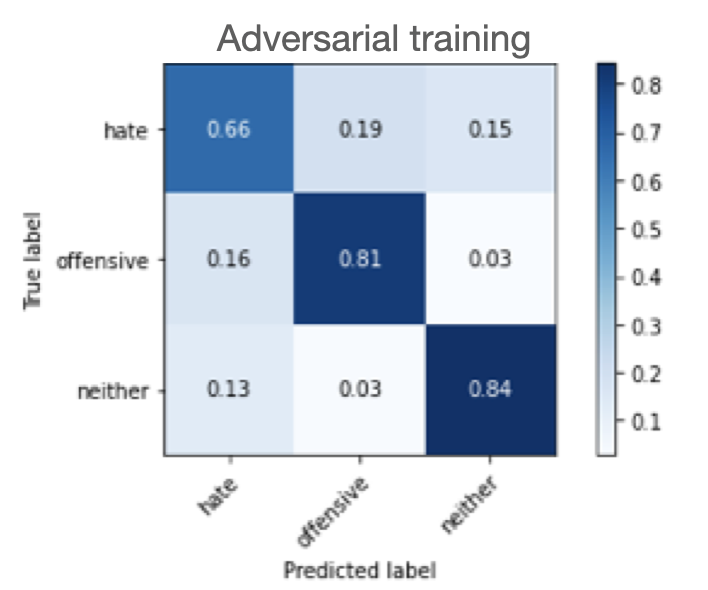 Adversarial training
hate 0.66 0.19 0.15
offensive 0.16 0.81 0.03
neither 0.13 0.03 0.84
True label
hate offensive neither
Predicted label
0.8
0.7
0.6
0.5
0.4
0.3
0.2
0.1